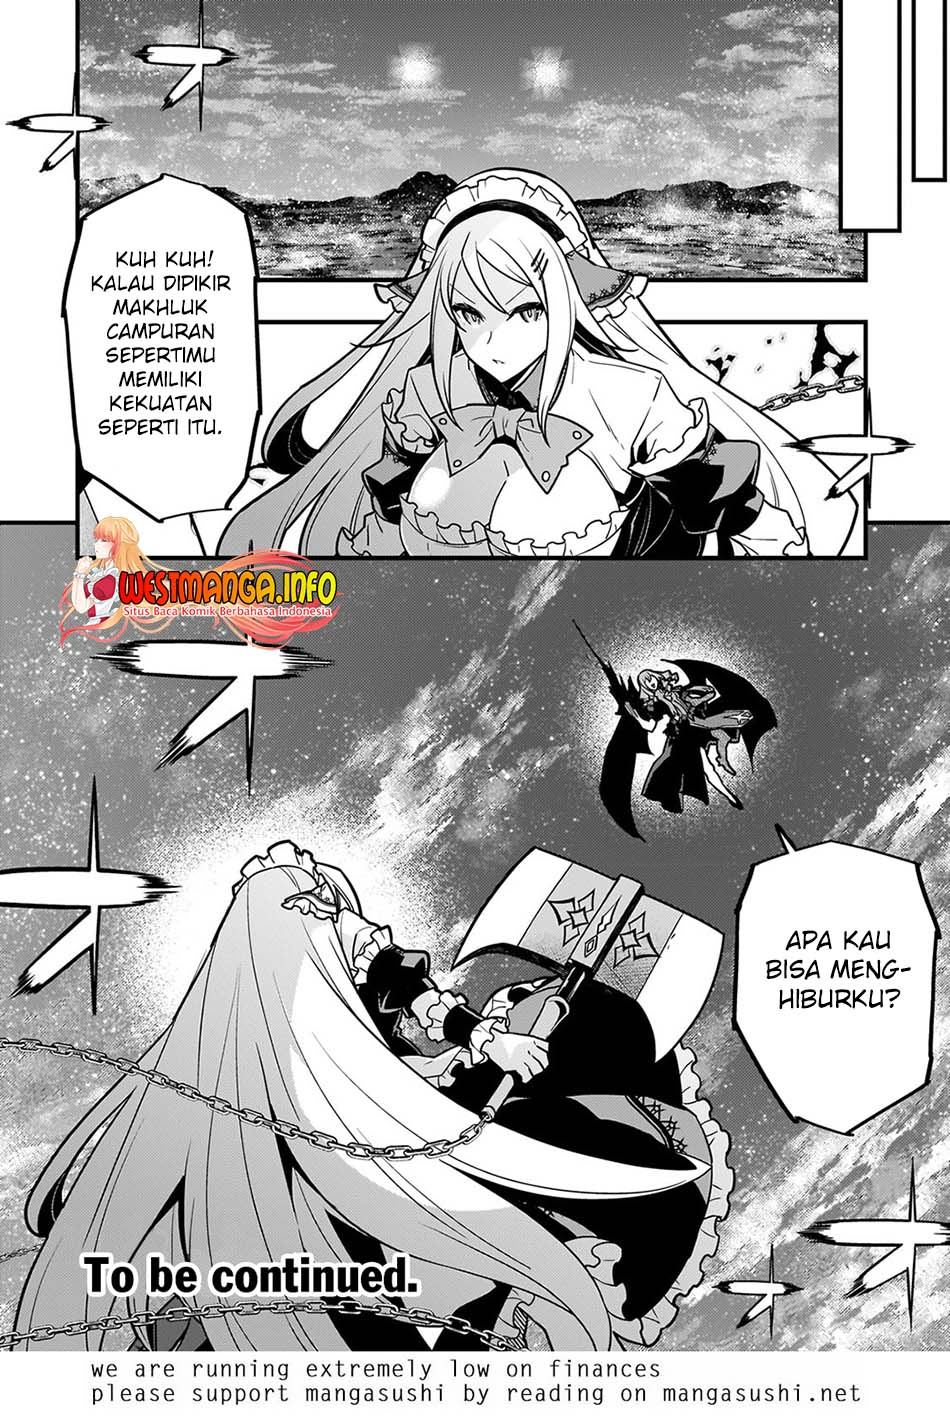 KUH KUH!
KALAU DIPIKIR
MAKHLUK
CAMPURAN
SEPERTIMU
MEMILIKI
KEKUATAN
SEPERTI ITU.
WESTMANGA.INFO
Situs Baca Komik Berbahasa Indonesia
APA KAU
BISA MENG-
HIBURKU?
To be continued.
we are running extremely low on finances
please support mangasushi by reading on mangasushi.net